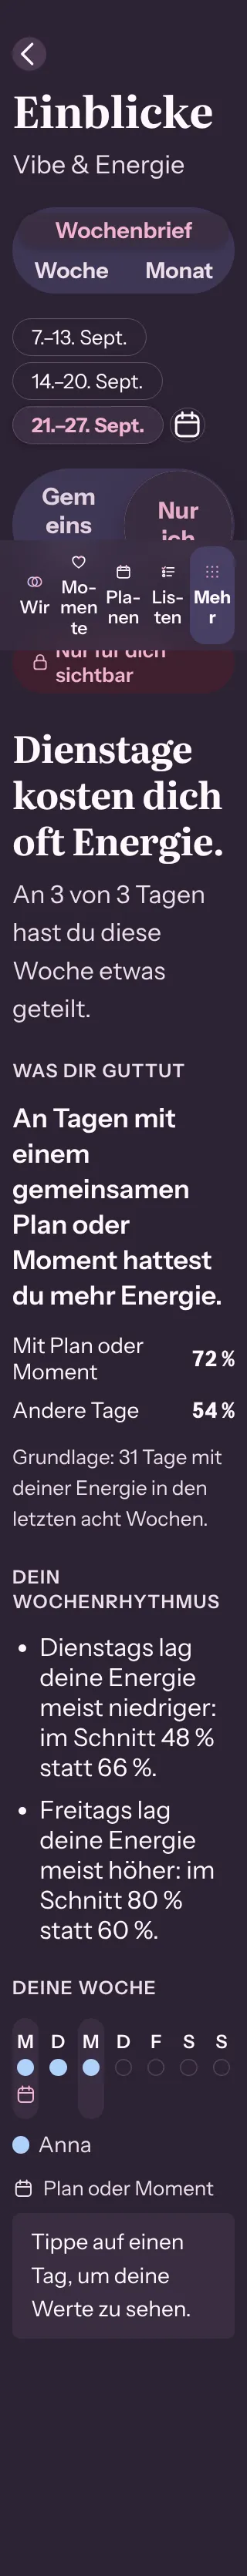 Einblicke
Vibe & Energie
Wochenbrief
Woche Monat
7.–13. Sept.
14.–20. Sept.
21.–27. Sept.
Gem
eins
Nur
ich
Wir
Mo-
men
te
Pla-
nen
Lis-
ten
Meh
r
Nur für dich
sichtbar
Dienstage
kosten dich
oft Energie.
An 3 von 3 Tagen
hast du diese
Woche etwas
geteilt.
WAS DIR GUTTUT
An Tagen mit
einem
gemeinsamen
Plan oder
Moment hattest
du mehr Energie.
Mit Plan oder
Moment
72 %
Andere Tage 54 %
Grundlage: 31 Tage mit
deiner Energie in den
letzten acht Wochen.
DEIN
WOCHENRHYTHMUS
• Dienstags lag
deine Energie
meist niedriger:
im Schnitt 48 %
statt 66 %.
• Freitags lag
deine Energie
meist höher: im
Schnitt 80 %
statt 60 %.
DEINE WOCHE
M D M D F S S
Anna
Plan oder Moment
Tippe auf einen
Tag, um deine
Werte zu sehen.